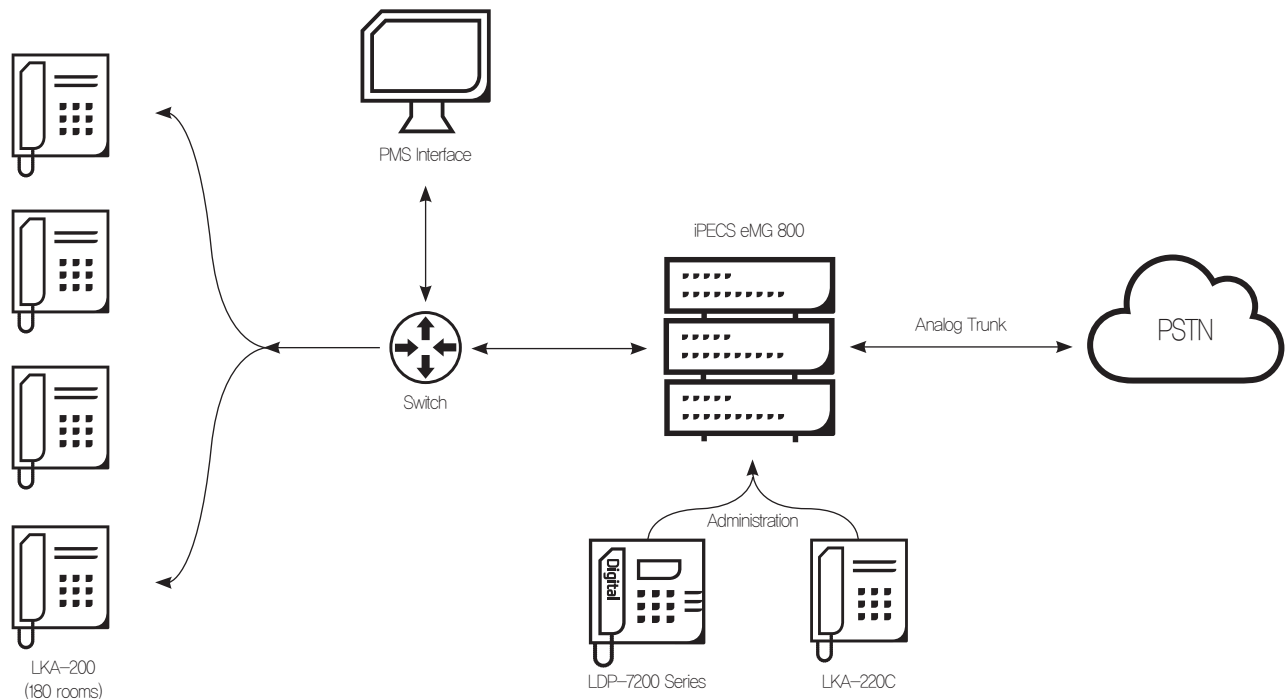 PMS Interface
iPECS eMG 800
Analog Trunk
PSTN
Switch
Administration
Digital
LKA-200
(180 rooms)
LDP-7200 Series
LKA-220C